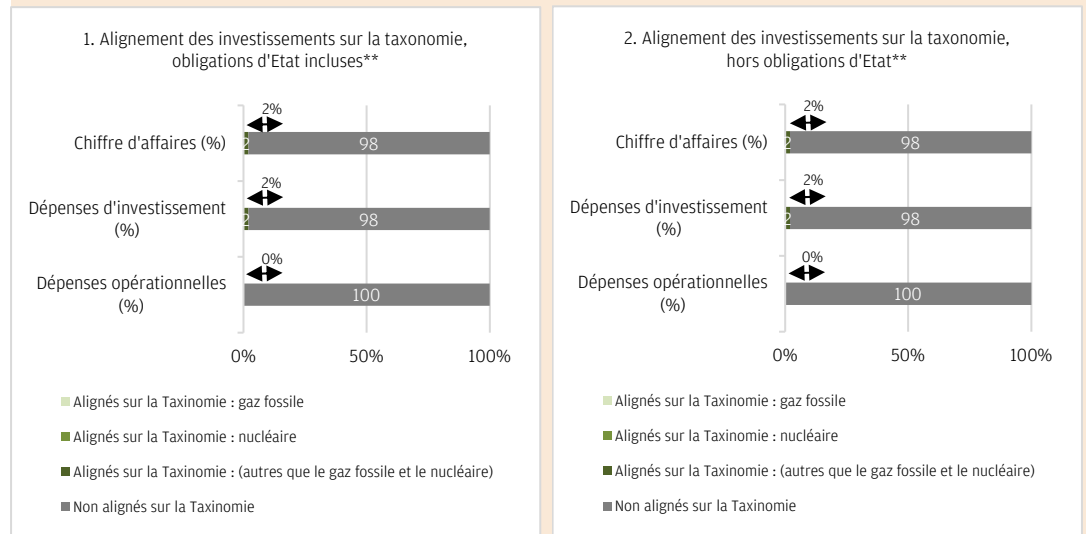 1. Alignement des investissements sur la taxonomie,
obligations d'Etat incluses**
2%
Chiffre d'affaires (%)
2
98
2%
Dépenses d'investissement
(%)
2
98
0%
Dépenses opérationnelles
(%)
100
0%
50%
100%
Alignés sur la Taxinomie : gaz fossile
Alignés sur la Taxinomie : nucléaire
Alignés sur la Taxinomie : (autres que le gaz fossile et le nucléaire)
Non alignés sur la Taxinomie
2. Alignement des investissements sur la taxonomie,
hors obligations d'Etat**
2%
Chiffre d'affaires (%)
2
98
2%
Dépenses d'investissement
(%)
2
98
0%
Dépenses opérationnelles
(%)
100
0%
50%
100%
Alignés sur la Taxinomie : gaz fossile
Alignés sur la Taxinomie : nucléaire
Alignés sur la Taxinomie : (autres que le gaz fossile et le nucléaire)
Non alignés sur la Taxinomie